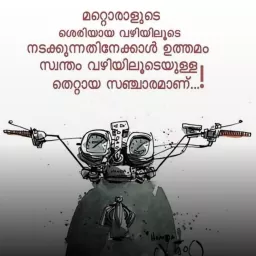 മറ്റൊരാളുടെ
ശെരിയായ വഴിയിലൂടെ
നടക്കുന്നതിനേക്കാൾ ഉത്തമം
സ്വന്തം വഴിയിലൂടെയുള്ള
തെറ്റായ സഞ്ചാരമാണ്...!